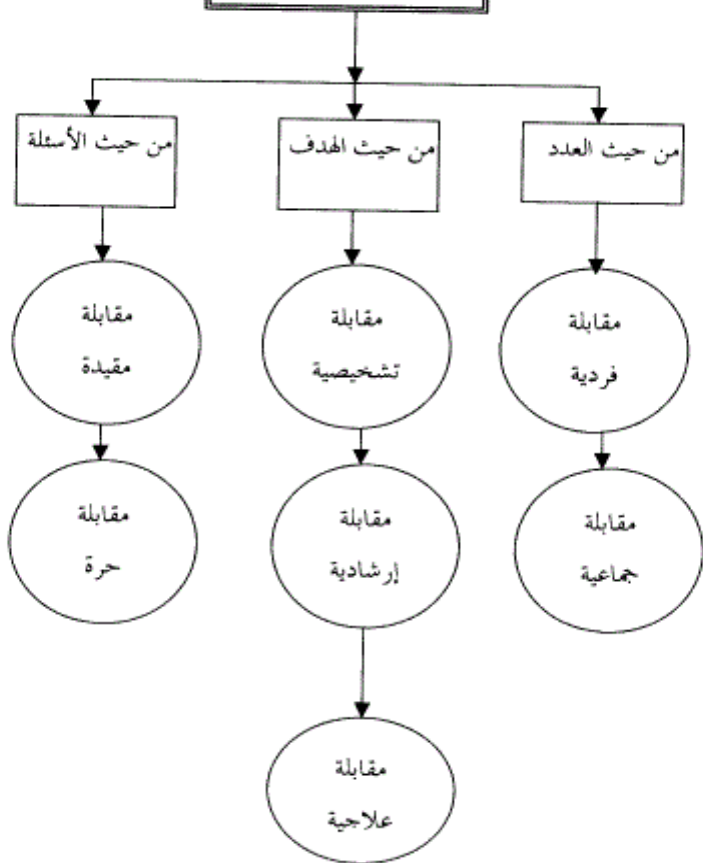 من حيث العدد
من حيث الهدف
من حيث الأسئلة
مقابلة
فردية
مقابلة
تشخيصية
مقابلة
مقيدة
مقابلة
جماعية
مقابلة
إرشادية
مقابلة
حرة
مقابلة
علاجية